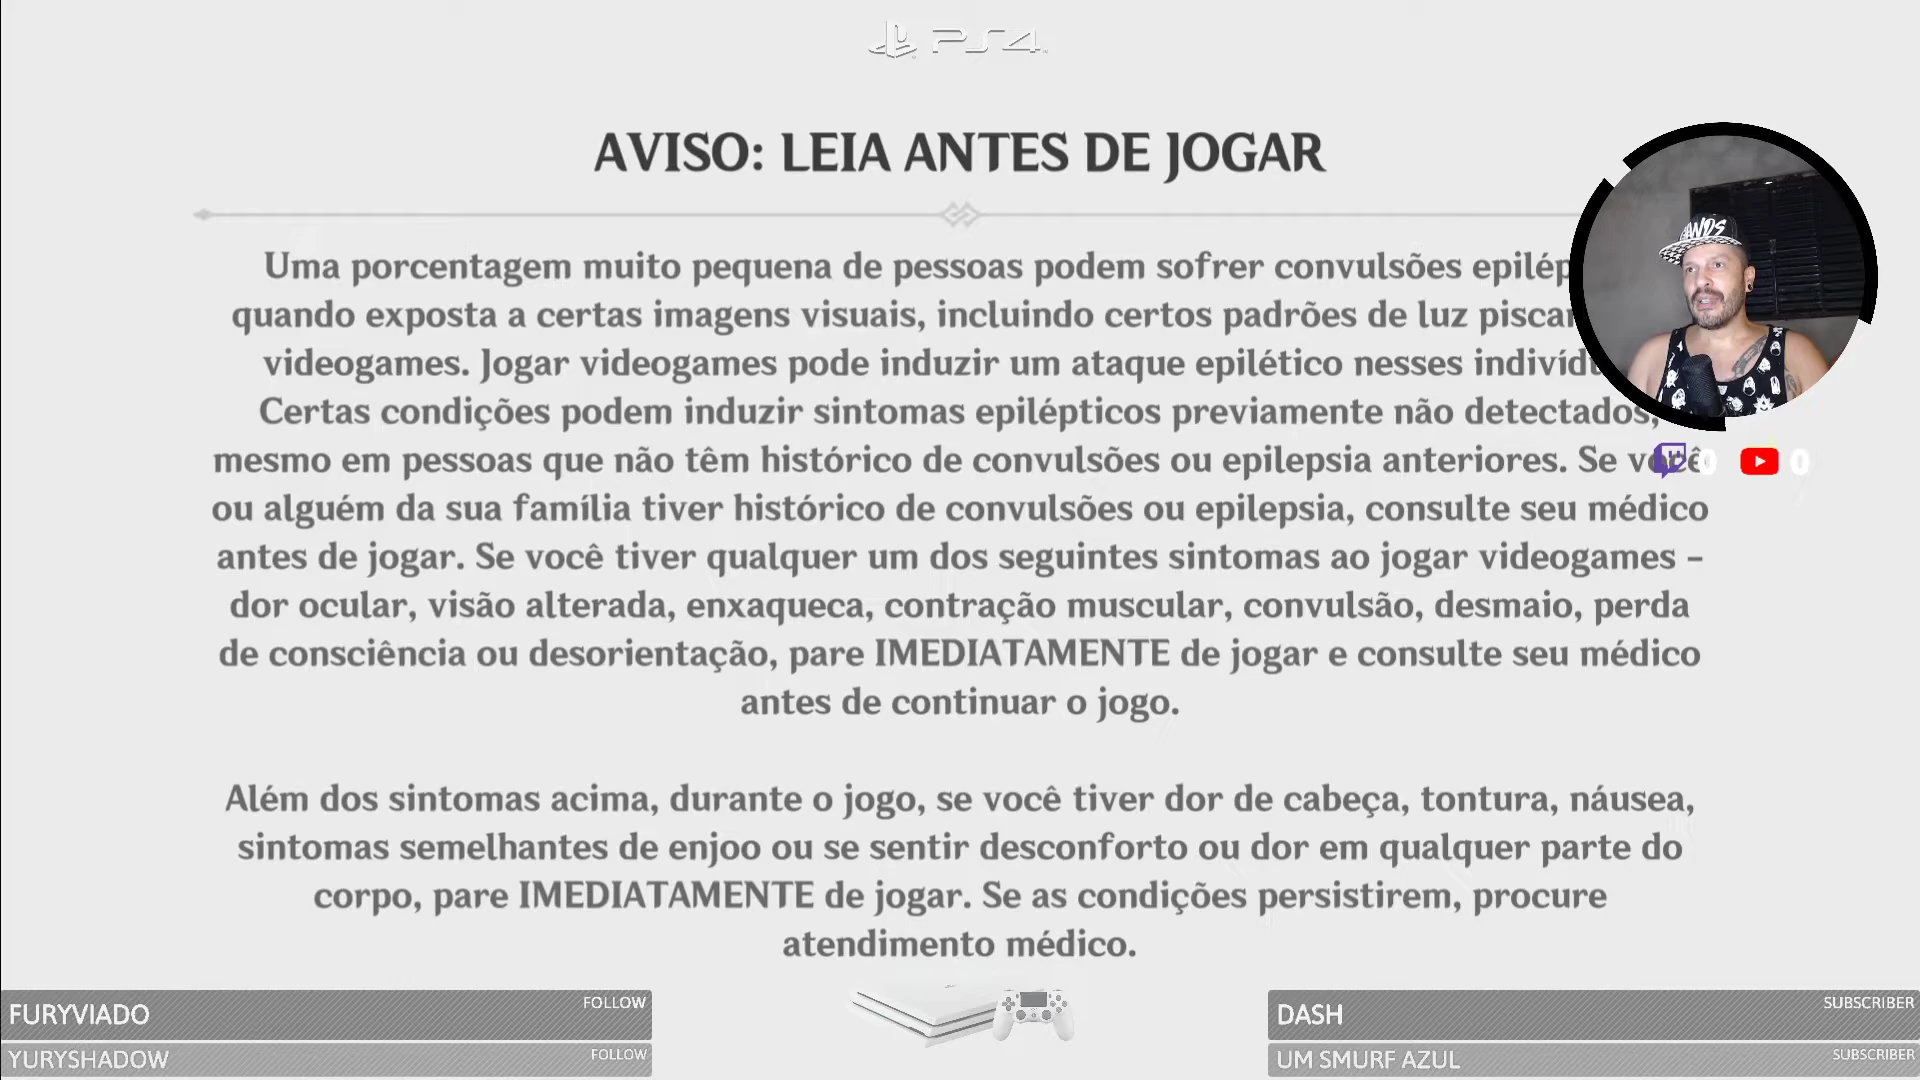 PS4
AVISO: LEIA ANTES DE JOGAR
Uma porcentagem muito pequena de pessoas podem sofrer convulsões
quando exposta a certas imagens visuais, incluindo certos padrões de luz
videogames. Jogar videogames pode induzir um ataque epilético nesses
Certas condições podem induzir sintomas epilépticos previamente não detectados,
mesmo em pessoas que não têm histórico de convulsões ou epilepsia anteriores. Se você
ou alguém da sua família tiver histórico de convulsões ou epilepsia, consulte seu médico
antes de jogar. Se você tiver qualquer um dos seguintes sintomas ao jogar videogames –
dor ocular, visão alterada, enxaqueca, contração muscular, convulsão, desmaio, perda
de consciência ou desorientação, pare IMEDIATAMENTE de jogar e consulte seu médico
antes de continuar o jogo.
Além dos sintomas acima, durante o jogo, se você tiver dor de cabeça, tontura, náusea,
sintomas semelhantes de enjoo ou se sentir desconforto ou dor em qualquer parte do
corpo, pare IMEDIATAMENTE de jogar. Se as condições persistirem, procure
atendimento médico.
0 0
FURYVIADO FOLLOW
YURYSHADOW FOLLOW
DASH SUBSCRIBER
UM SMURF AZUL SUBSCRIBER